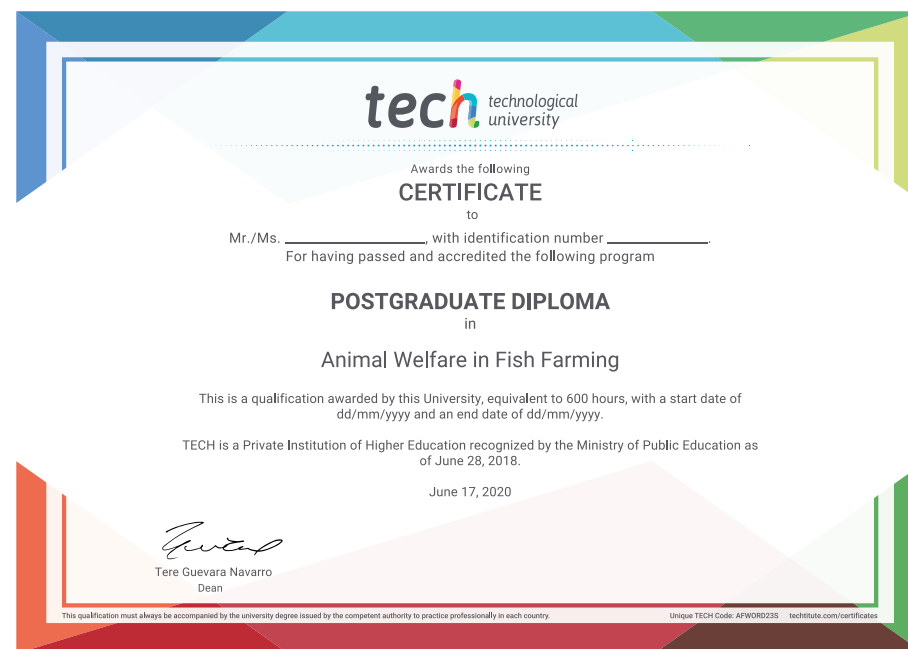 tech technological
university
Awards the following
CERTIFICATE
to
Mr./Ms. ____________________, with identification number ______________.
For having passed and accredited the following program
POSTGRADUATE DIPLOMA
in
Animal Welfare in Fish Farming
This is a qualification awarded by this University, equivalent to 600 hours, with a start date of
dd/mm/yyyy and an end date of dd/mm/yyyy.
TECH is a Private Institution of Higher Education recognized by the Ministry of Public Education as
of June 28, 2018.
June 17, 2020
Tere Guevara Navarro
Dean
This qualification must always be accompanied by the university degree issued by the competent authority to practice professionally in each country. Unique TECH Code: AFWORD23S techtitute.com/certificates